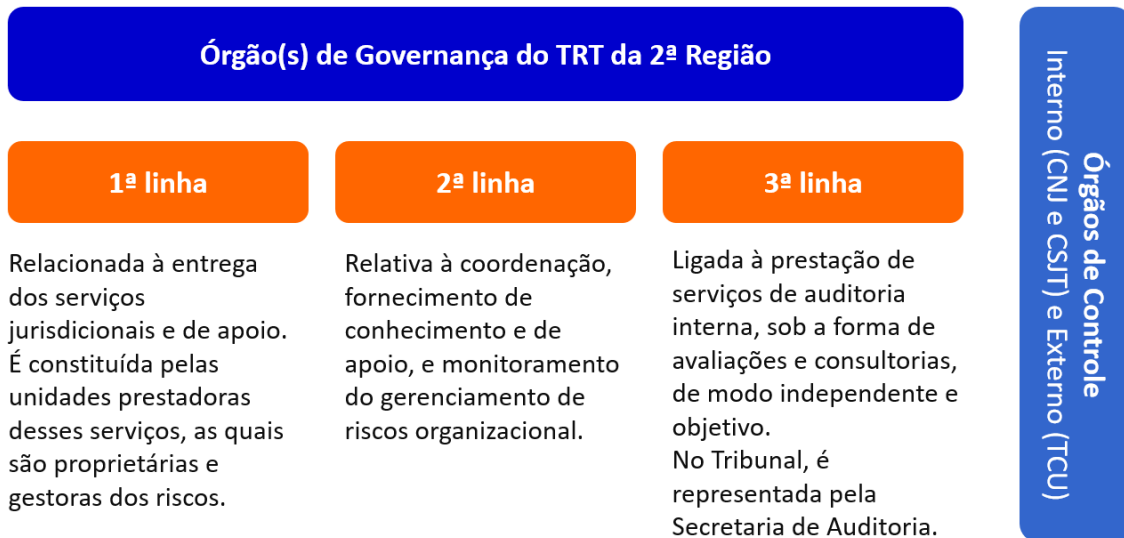 Órgão(s) de Governança do TRT da 2ª Região
1ª linha
Relacionada à entrega
dos serviços
jurisdicionais e de apoio.
É constituída pelas
unidades prestadoras
desses serviços, as quais
são proprietárias e
gestoras dos riscos.
2ª linha
Relativa à coordenação,
fornecimento de
conhecimento e de
apoio, e monitoramento
do gerenciamento de
riscos organizacional.
3ª linha
Ligada à prestação de
serviços de auditoria
interna, sob a forma de
avaliações e consultorias,
de modo independente e
objetivo.
No Tribunal, é
representada pela
Secretaria de Auditoria.
Órgãos de Controle
Interno (CNJ e CSJT) e Externo (TCU)